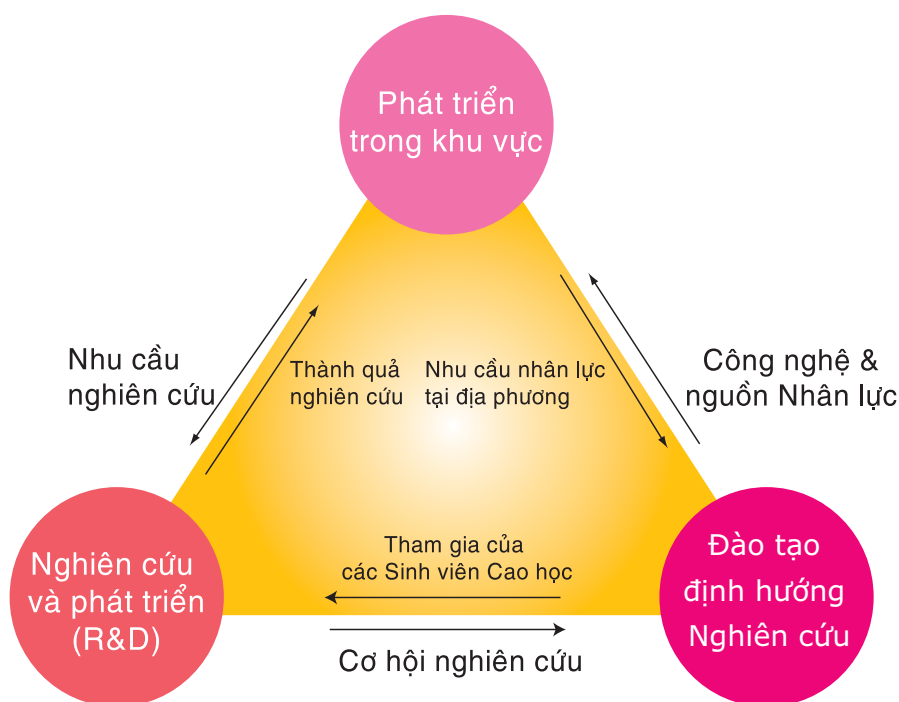 Phát triển
trong khu vực
Nhu cầu
nghiên cứu
Thành quả
nghiên cứu
Nhu cầu nhân lực
tại địa phương
Công nghệ &
nguồn Nhân lực
Nghiên cứu
và phát triển
(R&D)
Tham gia của
các Sinh viên Cao học
Cơ hội nghiên cứu
Đào tạo
định hướng
Nghiên cứu